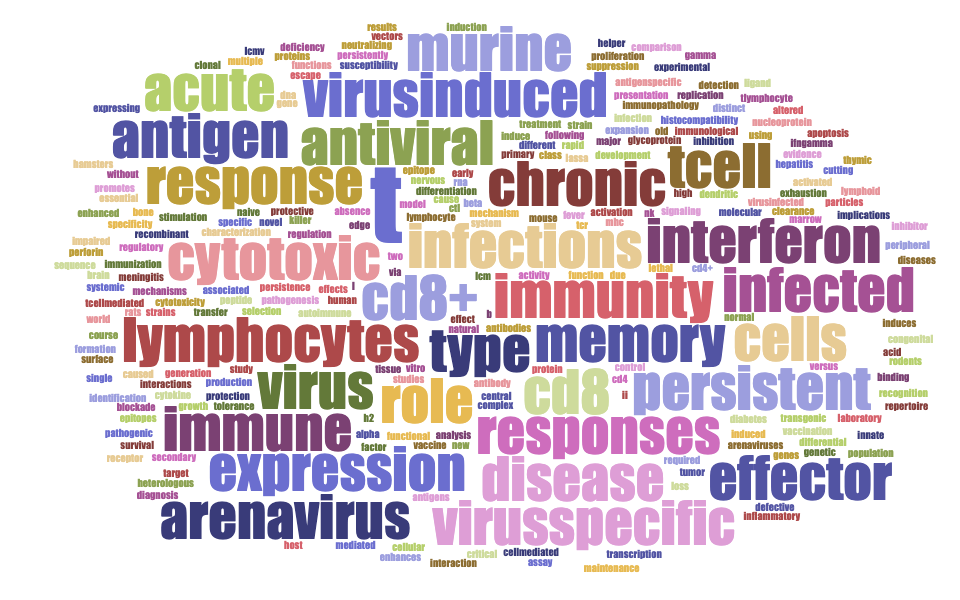 results induction
vectors
murine
lcmv deficiency neutralizing helper comparison
multiple proteins persistently proliferation gamma
clonal functions susceptibility suppression experimental
escape
acute virusinduced antigenspecific detection ligand
dna presentation replication tlymphocyte
gene immunopathology distinct
expressing altered
antigen antiviral infection histocompatibility nucleoprotein
treatment strain expansion old immunological apoptosis
induce following major glycoprotein inhibition using
different rapid ifngamma
primary class lassa development evidence
hamsters tcell hepatitis thymic
without response t epitope early chronic cutting
nervous rna activated
promotes differentiation high dendritic exhaustion lymphoid
essential cause beta virusinfected particles
model cti
enhanced bone naive protective absence lymphocyte mechanism mouse fever activation nk signaling molecular clearance implications
specificity stimulation specific novel killer system tcr mhc marrow
recombinant characterization edge inhibitor
impaired regulatory regulation infections interferon
perforin cytotoxic two peripheral
sequence immunization lethal cd4+ diseases
brain meningitis via lcm activity function due
systemic mechanisms associated persistence effects l cd8+ immunity infected
tcellmediated cytotoxicity peptide pathogenesis human
rats strains transfer selection autoimmune b normal
world effect
course lymphocytes natural antibodies memory cells induces
congenital
formation type acid
surface rodents
caused generation study tissue vitro protein control versus
single interactions production studies antibody cd4 binding
identification cytokine protection virus role central cd8 persistent recognition
blockade growth tolerance complex ii repertoire
epitopes h2 diabetes transgenic laboratory
pathogenic immune alpha functional analysis responses induced vaccination innate
survival factor vaccine new arenaviruses differential
receptor secondary genes genetic population
target expression disease required effector
heterologous tumor
diagnosis loss
antigens
arenavirus virusspecific defective
inflammatory
host mediated cellular critical cellmediated transcription
enhances interaction assay maintenance